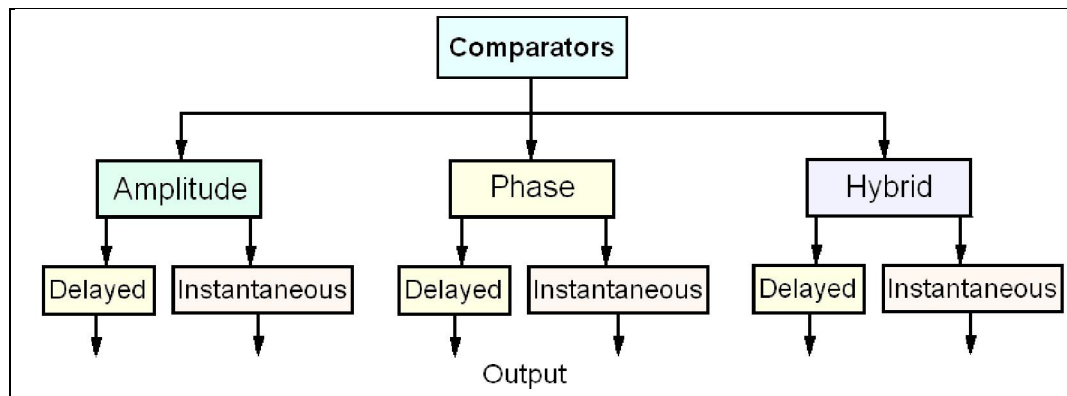 Comparators
Amplitude
Phase
Hybrid
Delayed
Instantaneous
Delayed
Instantaneous
Delayed
Instantaneous
Output